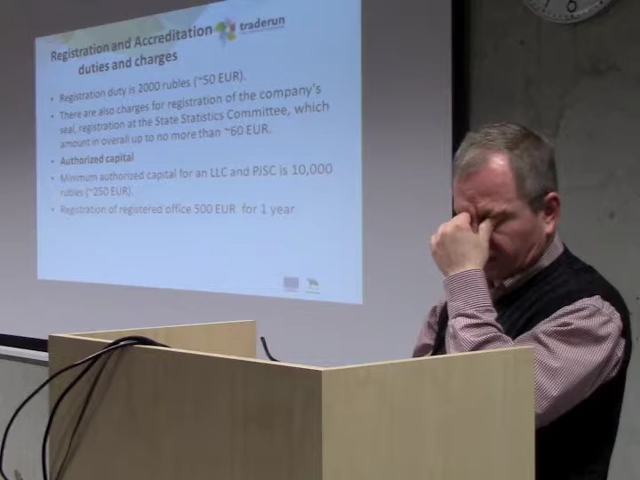 Registration and Accreditation
duties and charges
traderun
• Registration duty is 2000 rubles (~50 EUR).
• There are also charges for registration of the company's
seal, registration at the State Statistics Committee, which
amount in overall up to no more than ~60 EUR.
• Authorized capital
• Minimum authorized capital for an LLC and PJSC is 10,000
rubles (~250 EUR).
• Registration of registered office 500 EUR for 1 year
6